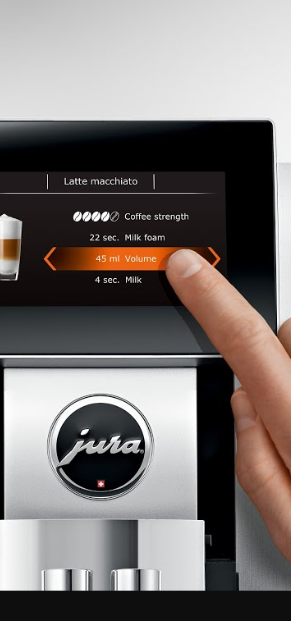 Latte macchiato
Coffee strength
22 sec. Milk foam
45 ml Volume
4 sec. Milk
jura